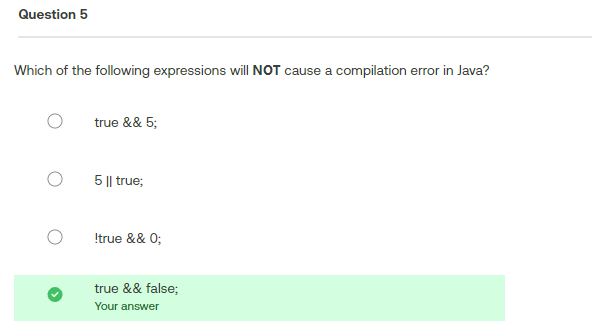 Question 5
Which of the following expressions will NOT cause a compilation error in Java?
true && 5;
5 || true;
!true && 0;
true && false;
Your answer